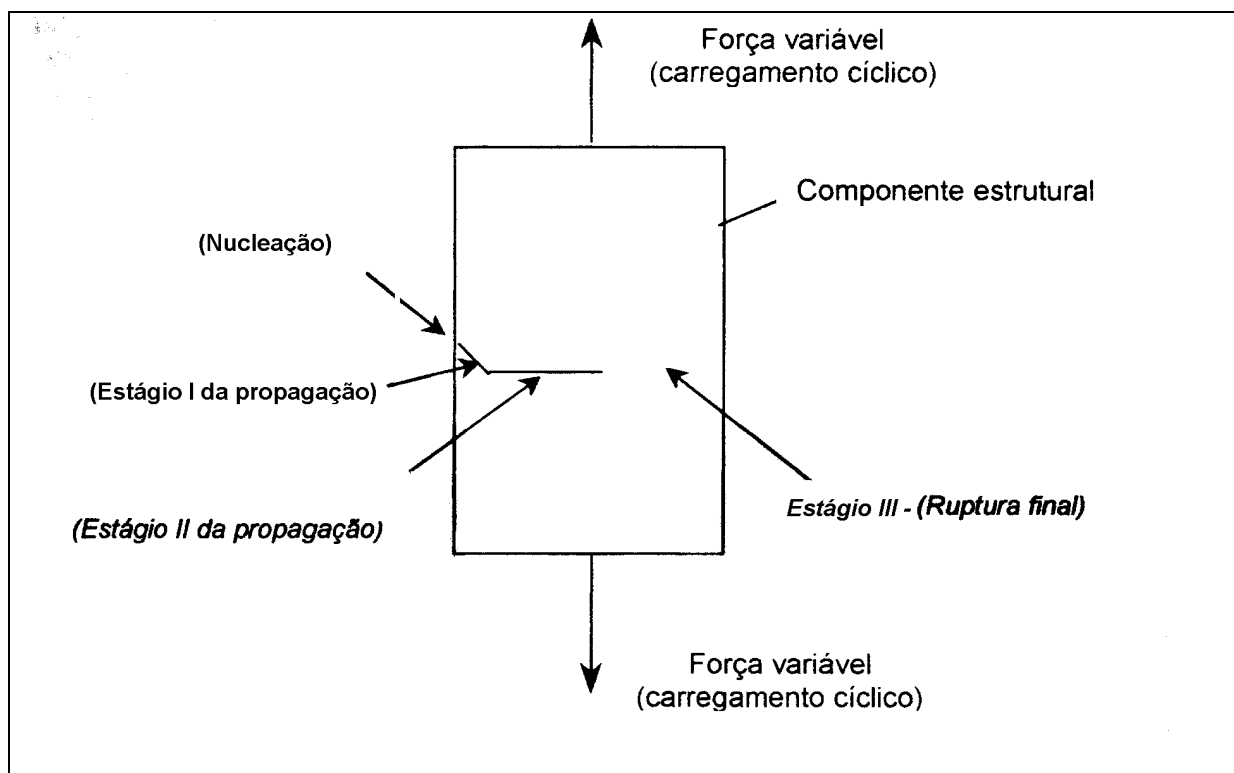 Força variável
(carregamento cíclico)
Componente estrutural
(Nucleação)
(Estágio I da propagação)
(Estágio II da propagação)
Estágio III - (Ruptura final)
Força variável
(carregamento cíclico)